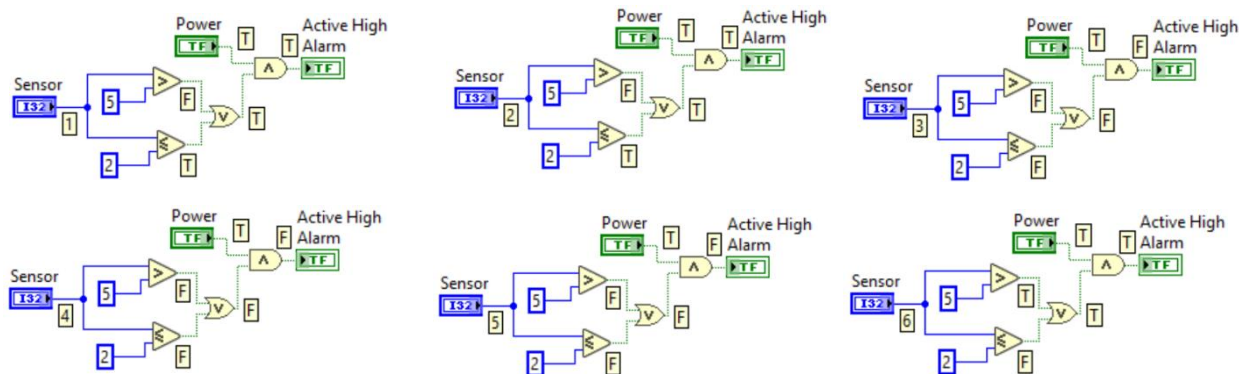 Power T T Active High Alarm
TF TF
Sensor > 5 F ∧
I32 V T
1 ≤ 2 T
Power T T Active High Alarm
TF TF
Sensor > 5 F ∧
I32 V T
2 ≤ 2 T
Power T F Active High Alarm
TF TF
Sensor > 5 F ∧
I32 V F
3 ≤ 2 F
Power T F Active High Alarm
TF TF
Sensor > 5 F ∧
I32 V F
4 ≤ 2 F
Power T F Active High Alarm
TF TF
Sensor > 5 F ∧
I32 V F
5 ≤ 2 F
Power T T Active High Alarm
TF TF
Sensor > 5 T ∧
I32 V T
6 ≤ 2 F